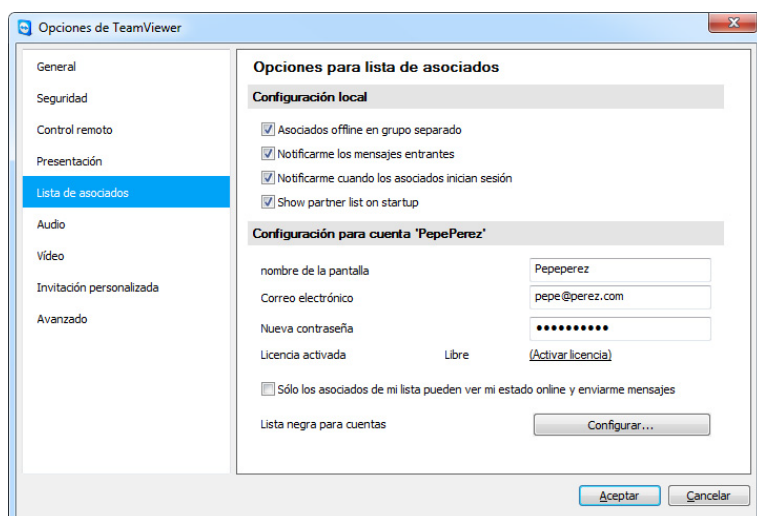 Opciones de TeamViewer
General
Seguridad
Control remoto
Presentación
Lista de asociados
Audio
Vídeo
Invitación personalizada
Avanzado
Opciones para lista de asociados
Configuración local
Asociados offline en grupo separado
Notificarme los mensajes entrantes
Notificarme cuando los asociados inician sesión
Show partner list on startup
Configuración para cuenta 'PepePerez'
nombre de la pantalla Pepeperez
Correo electrónico pepe@perez.com
Nueva contraseña ●●●●●●●●●●
Licencia activada Libre (Activar licencia)
Sólo los asociados de mi lista pueden ver mi estado online y enviarme mensajes
Lista negra para cuentas Configurar...
Aceptar Cancelar